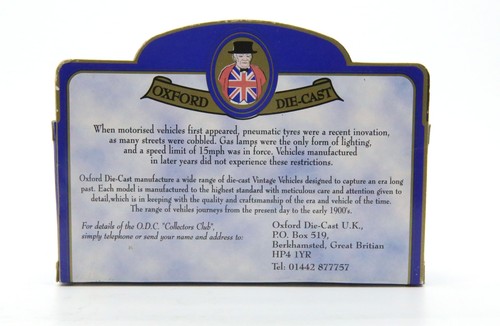 OXFORD DIE-CAST
When motorised vehicles first appeared, pneumatic tyres were a recent inovation,
as many streets were cobbled. Gas lamps were the only form of lighting,
and a speed limit of 15mph was in force. Vehicles manufactured
in later years did not experience these restrictions.
Oxford Die-Cast manufacture a wide range of die-cast Vintage Vehicles designed to capture an era long
past. Each model is manufactured to the highest standard with meticulous care and attention given to
detail,which is in keeping with the quality and craftsmanship of the era and vehicle of the time.
The range of vehiles journeys from the present day to the early 1900's.
For details of the O.D.C. "Collectors Club",
simply telephone or send your name and address to:
Oxford Die-Cast U.K.,
P.O. Box 519,
Berkhamsted, Great Britian
HP4 1YR
Tel: 01442 877757